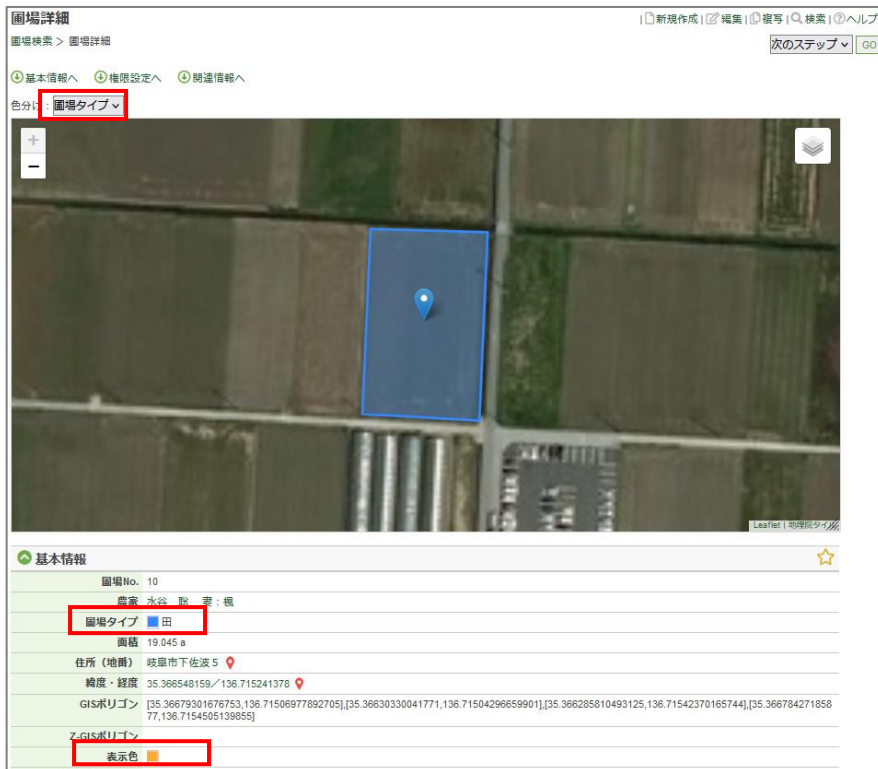 圃場詳細
|新規作成|編集|複写|検索|?ヘルプ
圃場検索 > 圃場詳細
次のステップ GO
基本情報へ 権限設定へ 関連情報へ
色分け : 圃場タイプ
+
−
Leaflet | 地理院タイル
基本情報
圃場No. 10
農家 水谷 聡 妻:楓
圃場タイプ 田
面積 19.045 a
住所(地番) 岐阜市下佐波5
緯度・経度 35.366548159/136.715241378
GISポリゴン [35.36679301676753,136.71506977892705],[35.36630330041771,136.71504296659901],[35.366285810493125,136.71542370165744],[35.366784271858
77,136.7154505139855]
Z-GISポリゴン
表示色